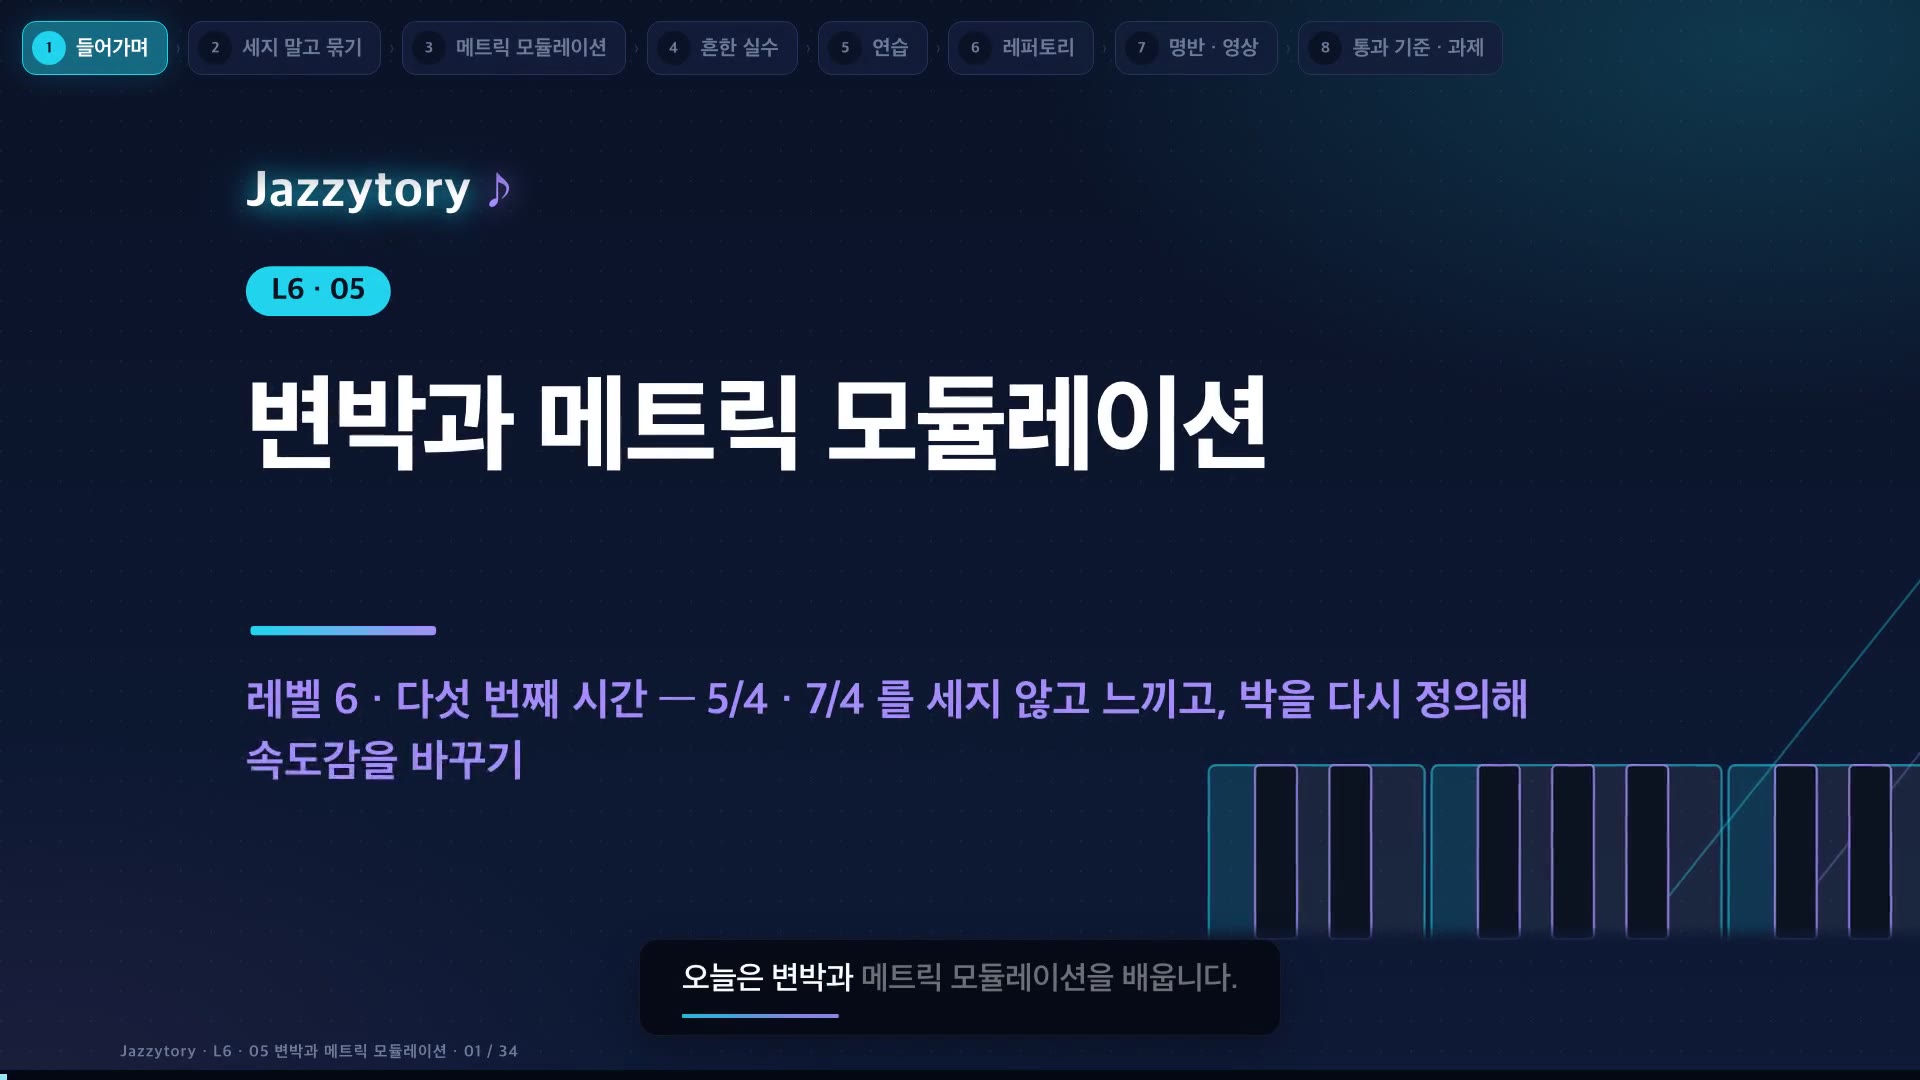 1 들어가며 › 2 세지 말고 묶기 › 3 메트릭 모듈레이션 › 4 흔한 실수 › 5 연습 › 6 레퍼토리 › 7 명반 · 영상 › 8 통과 기준 · 과제
Jazzytory ♪
L6 · 05
변박과 메트릭 모듈레이션
레벨 6 · 다섯 번째 시간 — 5/4 · 7/4 를 세지 않고 느끼고, 박을 다시 정의해
속도감을 바꾸기
오늘은 변박과 메트릭 모듈레이션을 배웁니다.
Jazzytory · L6 · 05 변박과 메트릭 모듈레이션 · 01 / 34